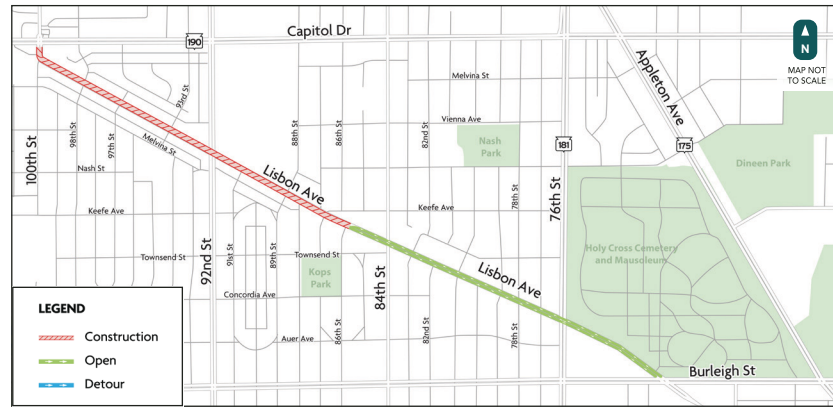 Capitol Dr
190
N
MAP NOT
TO SCALE
Appleton Ave
Melvina St
93rd St
100th St
98th St
97th St
Melvina St
88th St
86th St
82nd St
Vienna Ave
Nash
Park
181
175
Dineen Park
Nash St
Lisbon Ave
76th St
78th St
Keefe Ave
Keefe Ave
92nd St
91st St
89th St
Townsend St
Townsend St
Kops
Park
84th St
Lisbon Ave
Holy Cross Cemetery
and Mausoleum
Concordia Ave
Auer Ave
86th St
82nd St
78th St
Burleigh St
LEGEND
Construction
Open
Detour